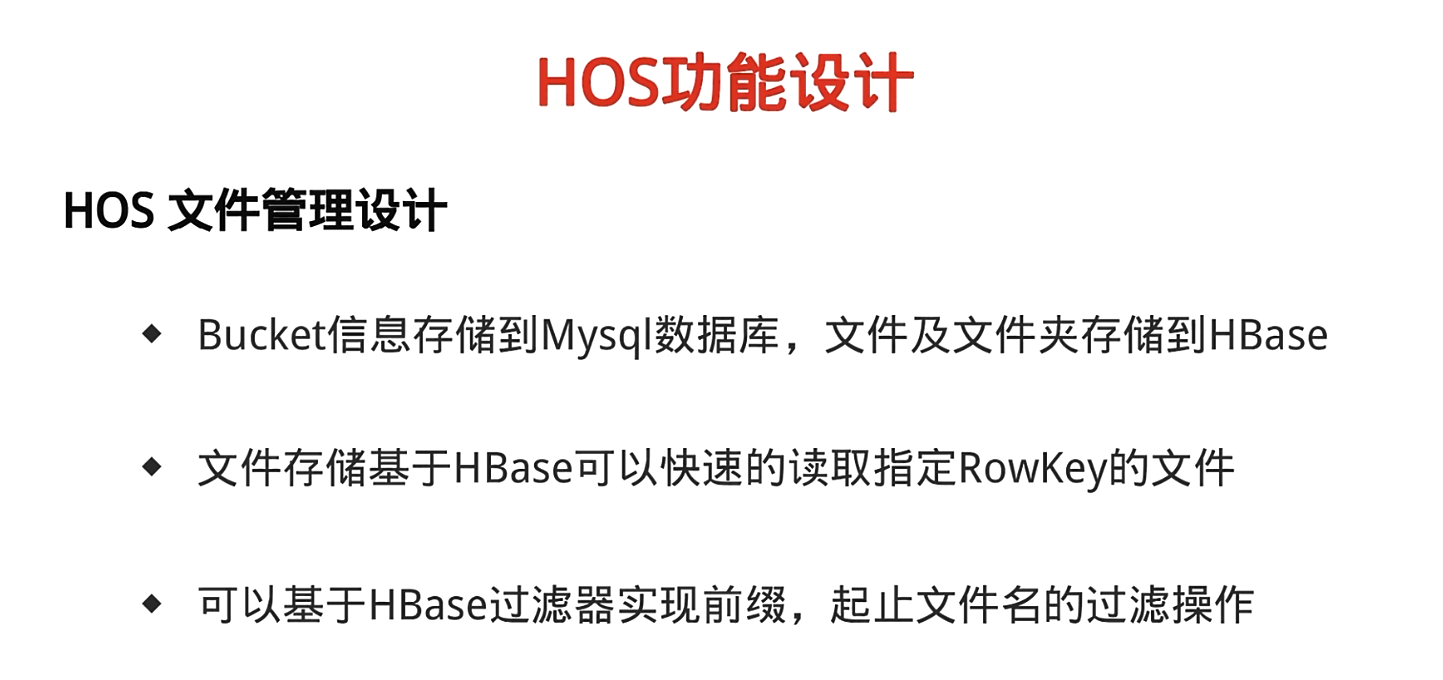 HOS功能设计
HOS 文件管理设计
◆ Bucket信息存储到Mysql数据库，文件及文件夹存储到HBase
◆ 文件存储基于HBase可以快速的读取指定RowKey的文件
◆ 可以基于HBase过滤器实现前缀，起止文件名的过滤操作